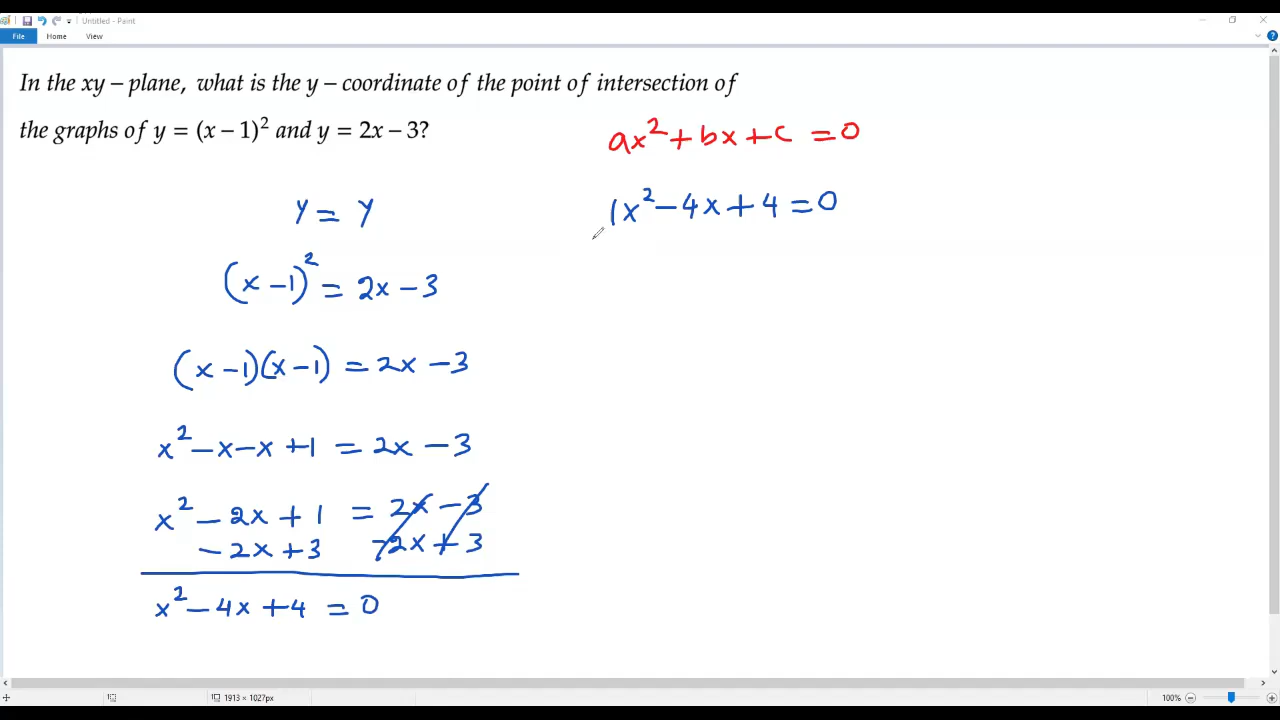 Untitled - Paint
File Home View
In the xy – plane, what is the y – coordinate of the point of intersection of
the graphs of y = (x – 1)² and y = 2x – 3?
ax² + bx + c = 0
1x² – 4x + 4 = 0
y = y
(x – 1)² = 2x – 3
(x – 1)(x – 1) = 2x – 3
x² – x – x + 1 = 2x – 3
x² – 2x + 1 = 2x – 3
– 2x + 3 – 2x + 3
x² – 4x + 4 = 0
1913 × 1027px 100%